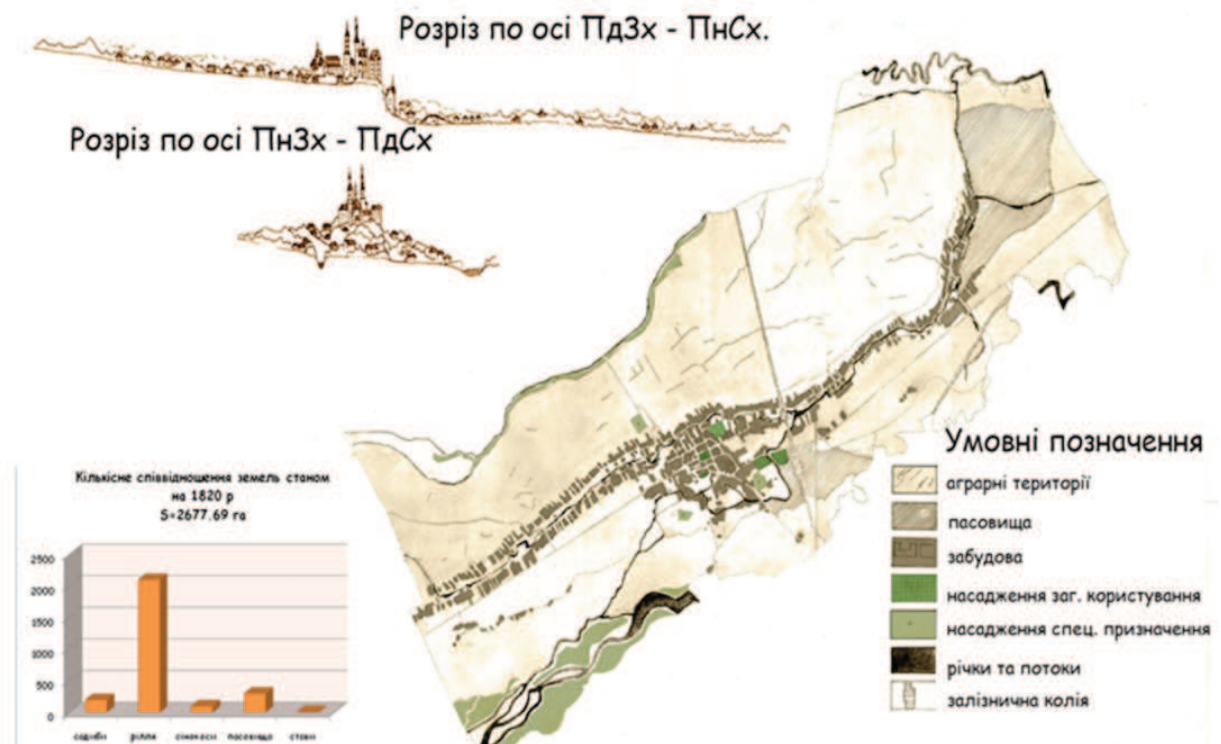 Розріз по осі ПдЗх - ПнСх.
Розріз по осі ПнЗх - ПдСх
Кількісне співвідношення земель станом
на 1820 р
S=2677.69 га
2500
2000
1500
1000
500
0
садиби рілля сінокоси пасовища стави
Умовні позначення
аграрні території
пасовища
забудова
насадження заг. користування
насадження спец. призначення
річки та потоки
залізнична колія